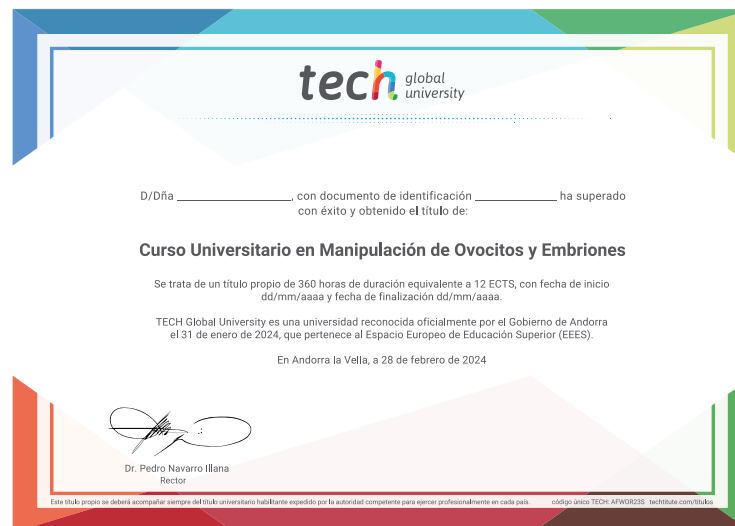 tech global
university
D/Dña ________________, con documento de identificación ____________ ha superado
con éxito y obtenido el título de:
Curso Universitario en Manipulación de Ovocitos y Embriones
Se trata de un título propio de 360 horas de duración equivalente a 12 ECTS, con fecha de inicio
dd/mm/aaaa y fecha de finalización dd/mm/aaaa.
TECH Global University es una universidad reconocida oficialmente por el Gobierno de Andorra
el 31 de enero de 2024, que pertenece al Espacio Europeo de Educación Superior (EEES).
En Andorra la Vella, a 28 de febrero de 2024
Dr. Pedro Navarro Illana
Rector
Este título propio se deberá acompañar siempre del título universitario habilitante expedido por la autoridad competente para ejercer profesionalmente en cada país. código único TECH: AFWOR23S techtitute.com/titulos